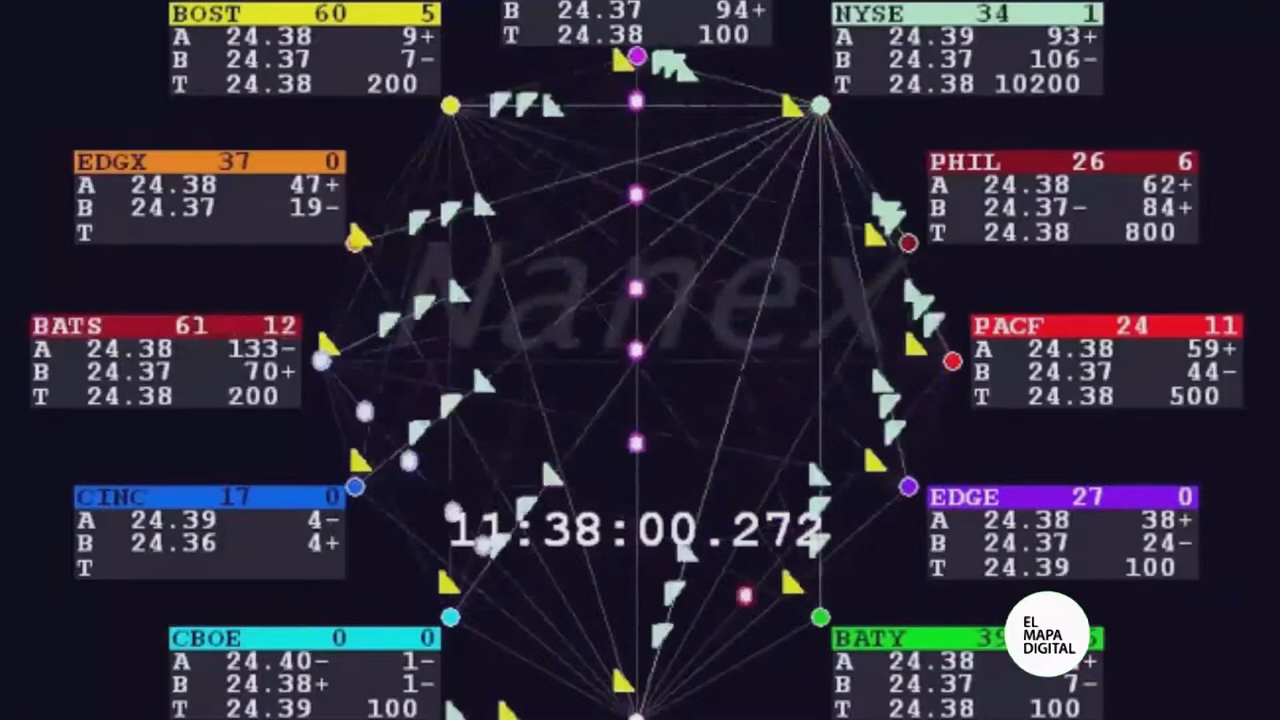 BOST 60 5
A 24.38 9+
B 24.37 7-
T 24.38 200
B 24.37 94+
T 24.38 100
NYSE 34 1
A 24.39 93+
B 24.37 106-
T 24.38 10200
EDGX 37 0
A 24.38 47+
B 24.37 19-
T
PHIL 26 6
A 24.38 62+
B 24.37- 84+
T 24.38 800
Nanex
BATS 61 12
A 24.38 133-
B 24.37 70+
T 24.38 200
PACF 24 11
A 24.38 59+
B 24.37 44-
T 24.38 500
CINC 17 0
A 24.39 4-
B 24.36 4+
T
11:38:00.272
EDGE 27 0
A 24.38 38+
B 24.37 24-
T 24.39 100
CBOE 0 0
A 24.40- 1-
B 24.38+ 1-
T 24.39 100
BATY
A 24.38
B 24.37 7-
T 24.38 100
EL
MAPA
DIGITAL